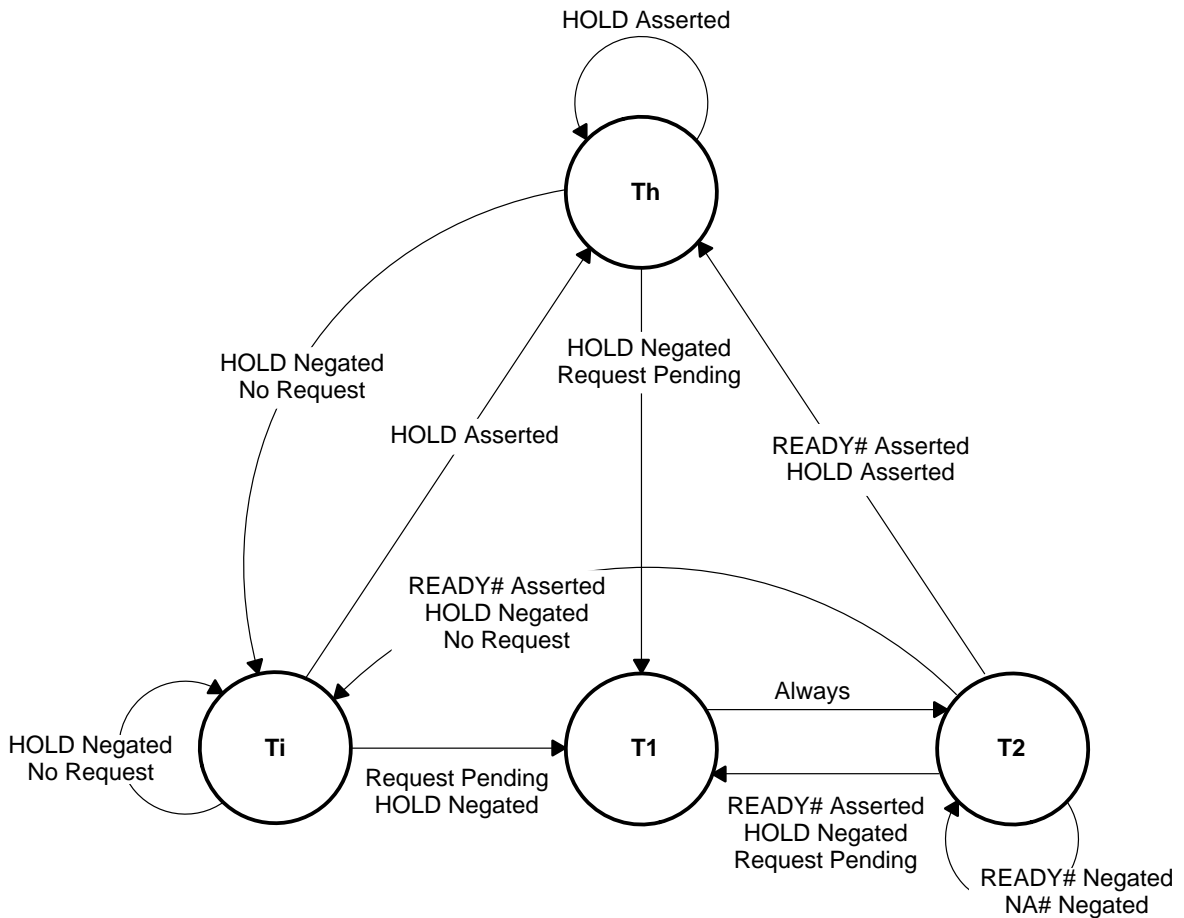 HOLD Asserted
Th
HOLD Negated
No Request
HOLD Negated
Request Pending
HOLD Asserted
READY# Asserted
HOLD Asserted
READY# Asserted
HOLD Negated
No Request
Always
HOLD Negated
No Request
Ti
T1
T2
Request Pending
HOLD Negated
READY# Asserted
HOLD Negated
Request Pending
READY# Negated
NA# Negated